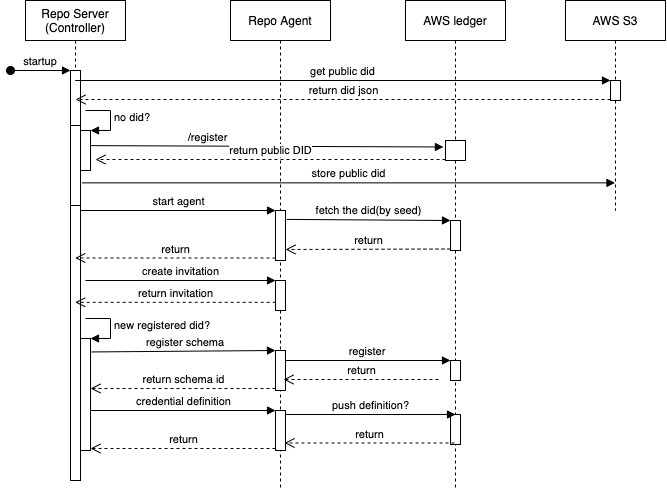 Repo Server
(Controller)
Repo Agent
AWS ledger
AWS S3
startup
get public did
return did json
no did?
/register
return public DID
store public did
start agent
fetch the did(by seed)
return
return
create invitation
return invitation
new registered did?
register schema
register
return
return schema id
credential definition
push definition?
return
return